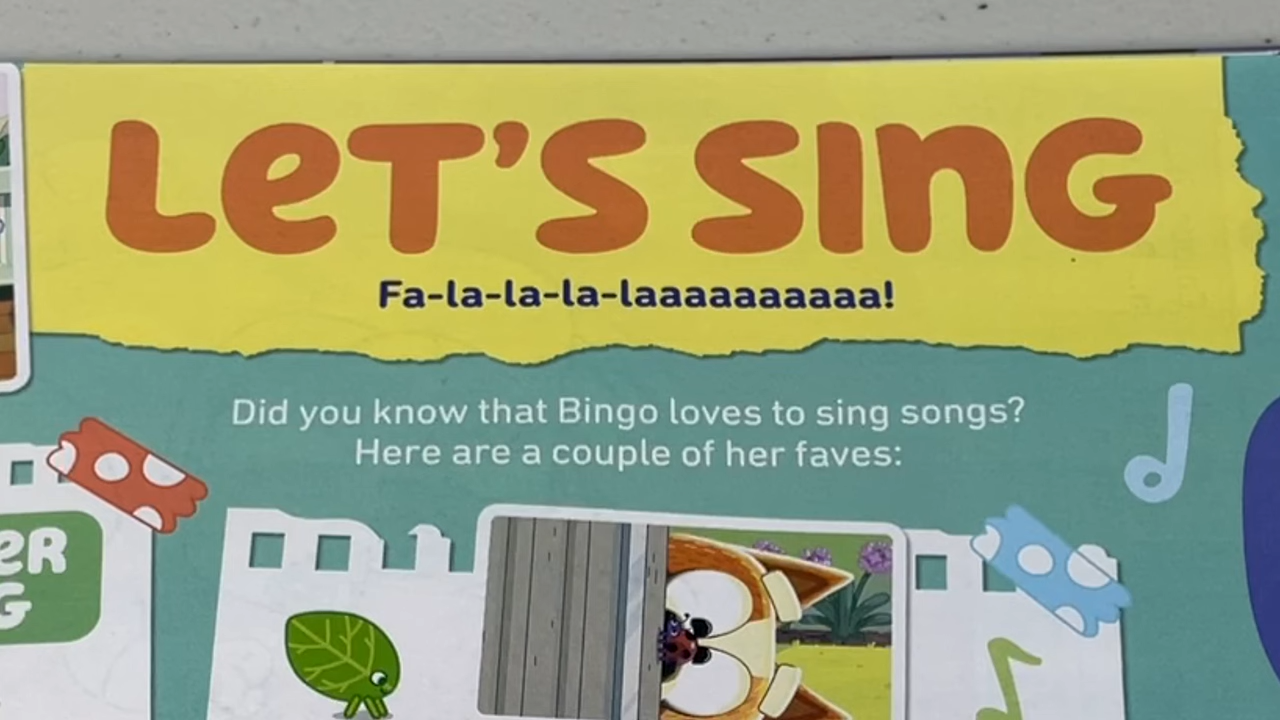 LET'S SING
Fa-la-la-la-laaaaaaaaaa!
Did you know that Bingo loves to sing songs?
Here are a couple of her faves: